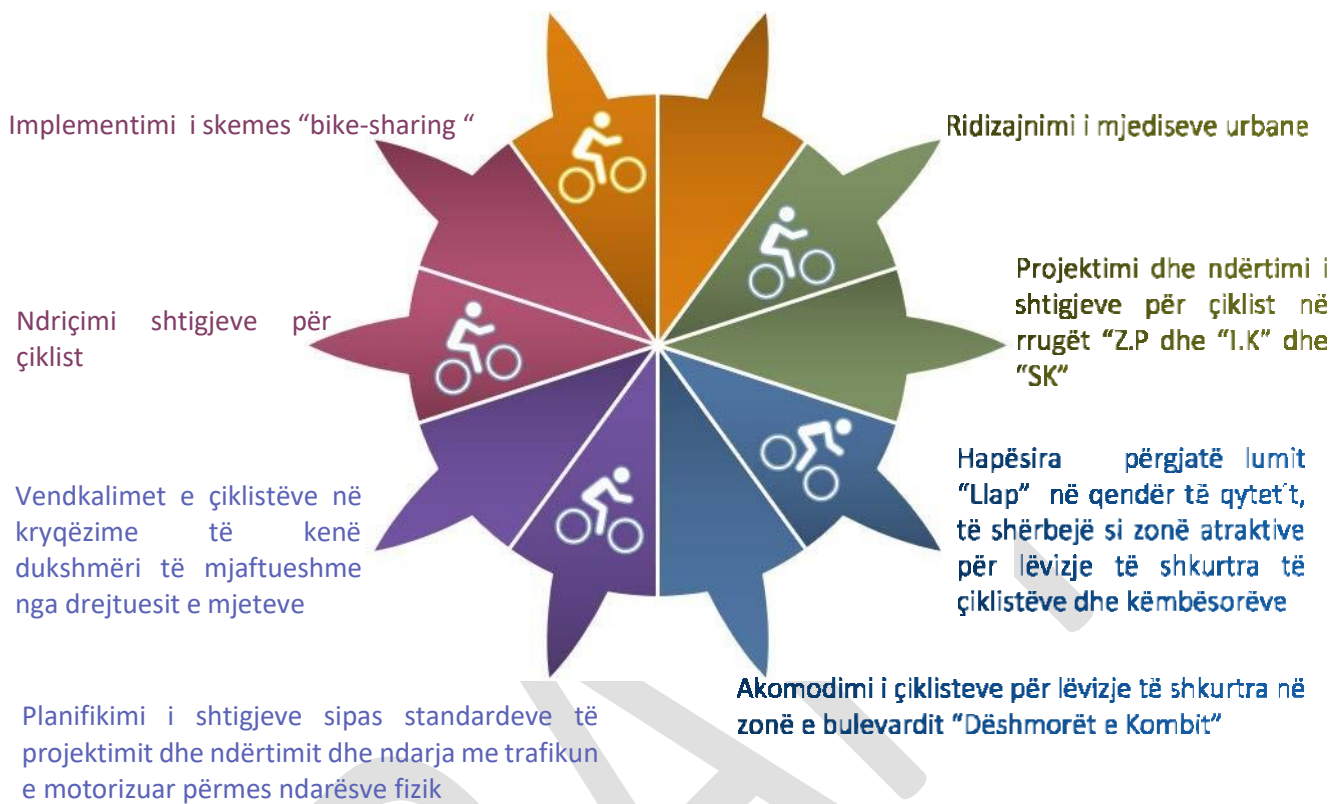 Implementimi i skemes “bike-sharing “
Ridizajnimi i mjediseve urbane
Ndriçimi shtigjeve për
çiklist
Projektimi dhe ndërtimi i
shtigjeve për çiklist në
rrugët “Z.P dhe “I.K” dhe
“SK”
Vendkalimet e çiklistëve në
kryqëzime të kenë
dukshmëri të mjaftueshme
nga drejtuesit e mjeteve
Hapësira përgjatë lumit
“Llap” në qendër të qytetit,
të shërbejë si zonë atraktive
për lëvizje të shkurtra të
çiklistëve dhe këmbësorëve
Planifikimi i shtigjeve sipas standardeve të
projektimit dhe ndërtimit dhe ndarja me trafikun
e motorizuar përmes ndarësve fizik
Akomodimi i çiklisteve për lëvizje të shkurtra në
zonë e bulevardit “Dëshmorët e Kombit”